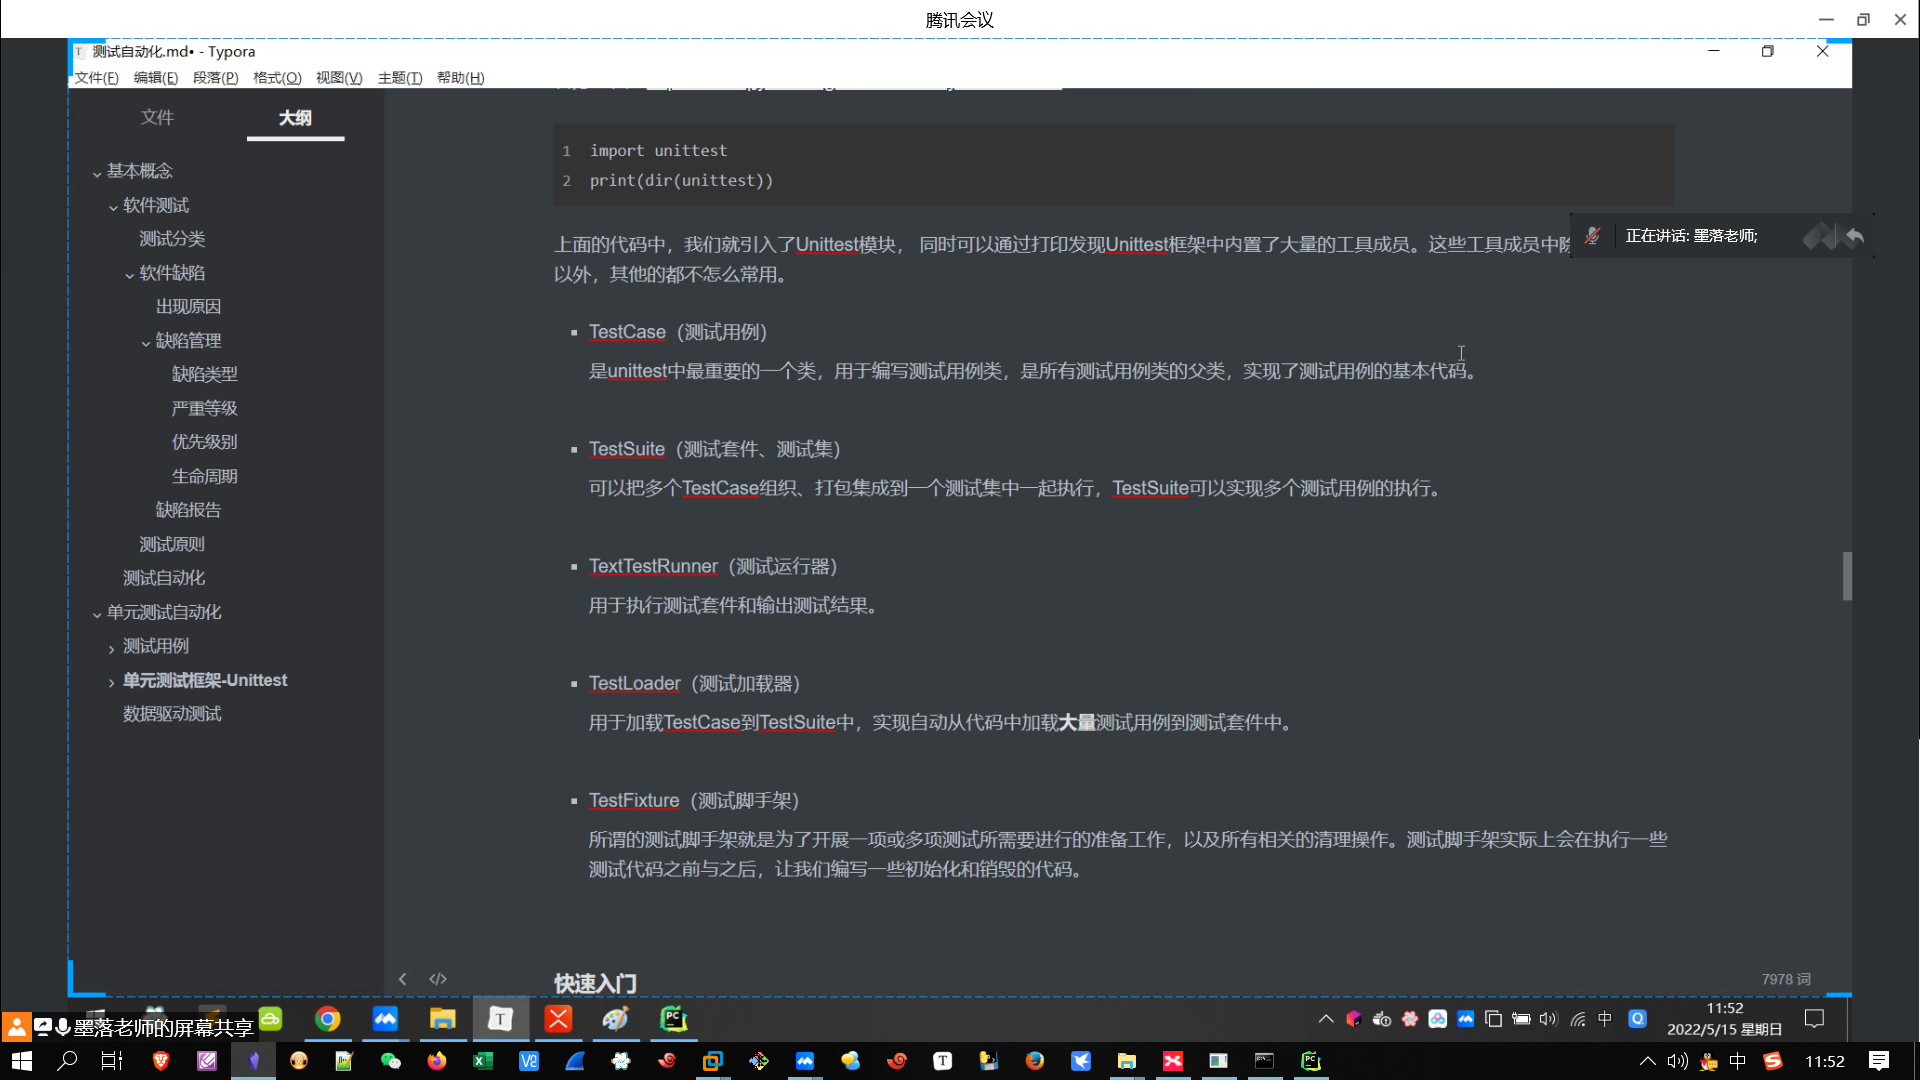 腾讯会议
测试自动化.md• - Typora
文件(F) 编辑(E) 段落(P) 格式(O) 视图(V) 主题(T) 帮助(H)
文件 大纲
基本概念
软件测试
测试分类
软件缺陷
出现原因
缺陷管理
缺陷类型
严重等级
优先级别
生命周期
缺陷报告
测试原则
测试自动化
单元测试自动化
测试用例
单元测试框架-Unittest
数据驱动测试
1 import unittest
2 print(dir(unittest))
上面的代码中，我们就引入了Unittest模块， 同时可以通过打印发现Unittest框架中内置了大量的工具成员。这些工具成员中除
以外，其他的都不怎么常用。
正在讲话: 墨落老师;
TestCase（测试用例）
是unittest中最重要的一个类，用于编写测试用例类，是所有测试用例类的父类，实现了测试用例的基本代码。
TestSuite（测试套件、测试集）
可以把多个TestCase组织、打包集成到一个测试集中一起执行，TestSuite可以实现多个测试用例的执行。
TextTestRunner（测试运行器）
用于执行测试套件和输出测试结果。
TestLoader（测试加载器）
用于加载TestCase到TestSuite中，实现自动从代码中加载大量测试用例到测试套件中。
TestFixture（测试脚手架）
所谓的测试脚手架就是为了开展一项或多项测试所需要进行的准备工作，以及所有相关的清理操作。测试脚手架实际上会在执行一些
测试代码之前与之后，让我们编写一些初始化和销毁的代码。
快速入门
7978 词
墨落老师的屏幕共享
中
11:52
2022/5/15 星期日
中
11:52